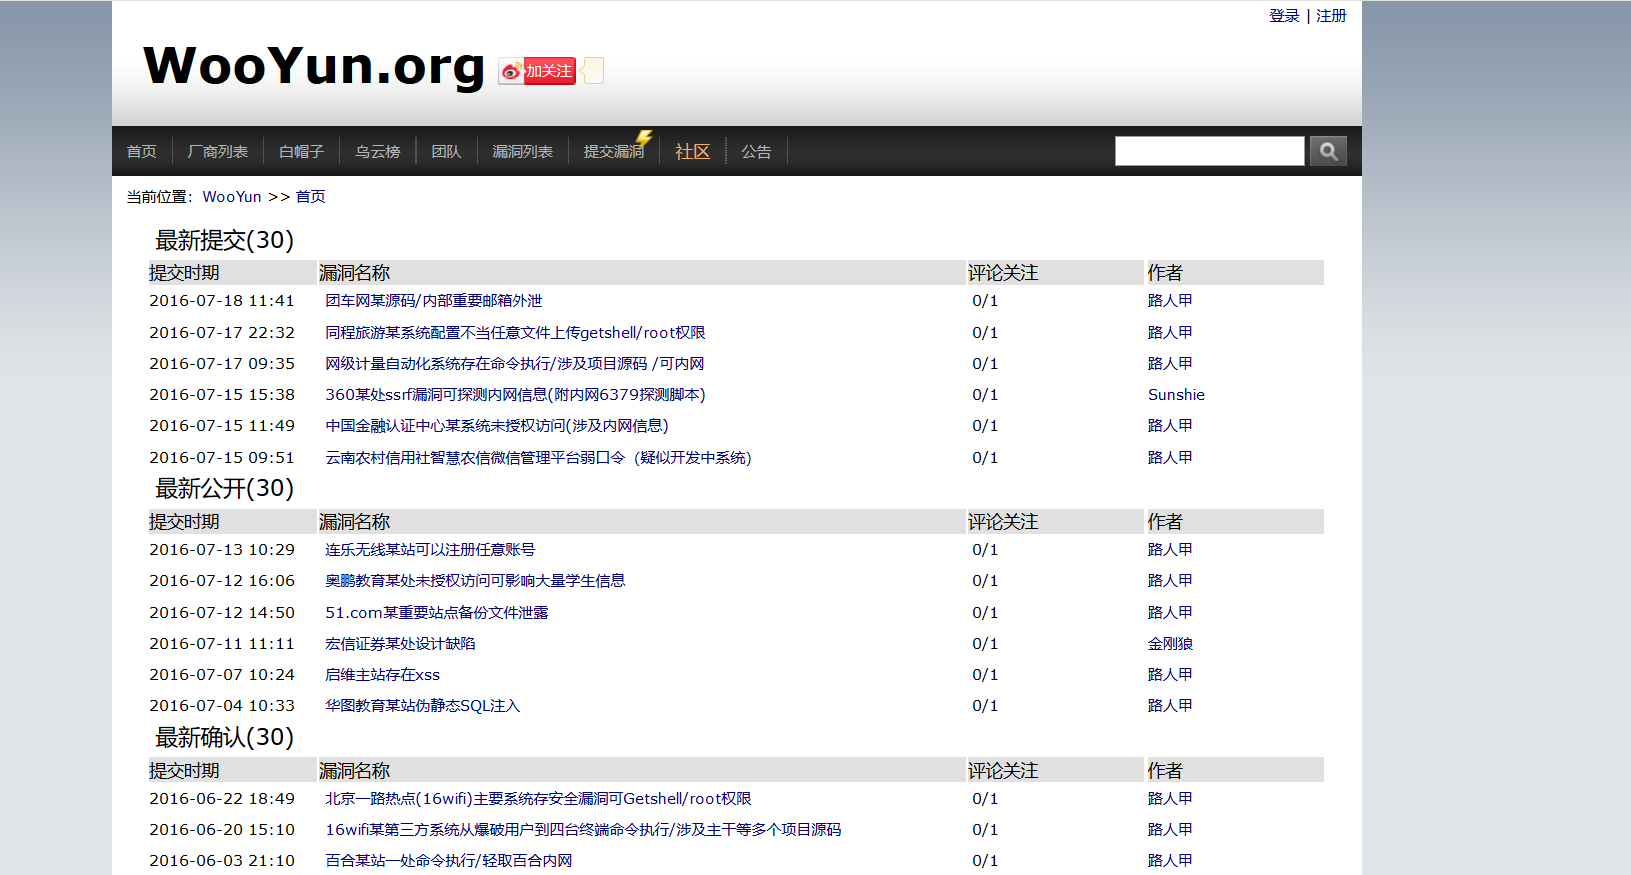 登录 | 注册
WooYun.org 加关注
首页 厂商列表 白帽子 乌云榜 团队 漏洞列表 提交漏洞 社区 公告
当前位置：WooYun >> 首页
最新提交(30)
提交时期 漏洞名称 评论关注 作者
2016-07-18 11:41 团车网某源码/内部重要邮箱外泄 0/1 路人甲
2016-07-17 22:32 同程旅游某系统配置不当任意文件上传getshell/root权限 0/1 路人甲
2016-07-17 09:35 网级计量自动化系统存在命令执行/涉及项目源码 /可内网 0/1 路人甲
2016-07-15 15:38 360某处ssrf漏洞可探测内网信息(附内网6379探测脚本) 0/1 Sunshie
2016-07-15 11:49 中国金融认证中心某系统未授权访问(涉及内网信息) 0/1 路人甲
2016-07-15 09:51 云南农村信用社智慧农信微信管理平台弱口令（疑似开发中系统） 0/1 路人甲
最新公开(30)
提交时期 漏洞名称 评论关注 作者
2016-07-13 10:29 连乐无线某站可以注册任意账号 0/1 路人甲
2016-07-12 16:06 奥鹏教育某处未授权访问可影响大量学生信息 0/1 路人甲
2016-07-12 14:50 51.com某重要站点备份文件泄露 0/1 路人甲
2016-07-11 11:11 宏信证券某处设计缺陷 0/1 金刚狼
2016-07-07 10:24 启维主站存在xss 0/1 路人甲
2016-07-04 10:33 华图教育某站伪静态SQL注入 0/1 路人甲
最新确认(30)
提交时期 漏洞名称 评论关注 作者
2016-06-22 18:49 北京一路热点(16wifi)主要系统存安全漏洞可Getshell/root权限 0/1 路人甲
2016-06-20 15:10 16wifi某第三方系统从爆破用户到四台终端命令执行/涉及主干等多个项目源码 0/1 路人甲
2016-06-03 21:10 百合某站一处命令执行/轻取百合内网 0/1 路人甲